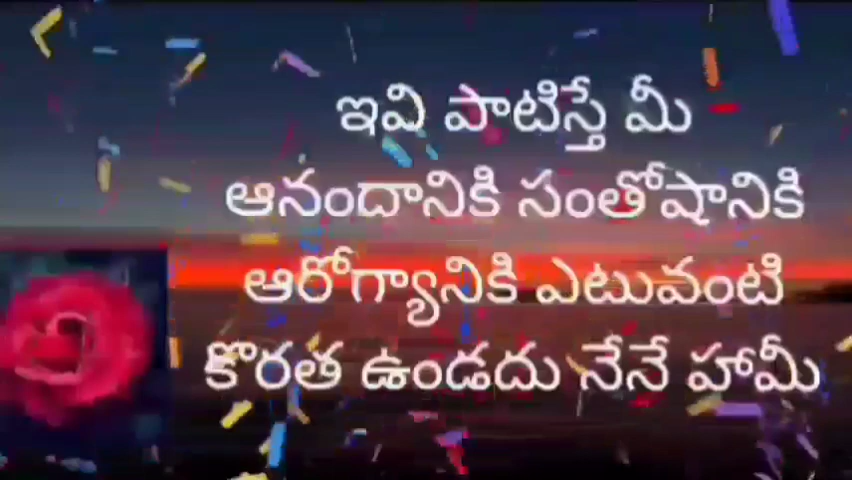 ఇవి పాటిస్తే మీ
ఆనందానికి సంతోషానికి
ఆరోగ్యానికి ఎటువంటి
కొరత ఉండదు నేనే హామీ